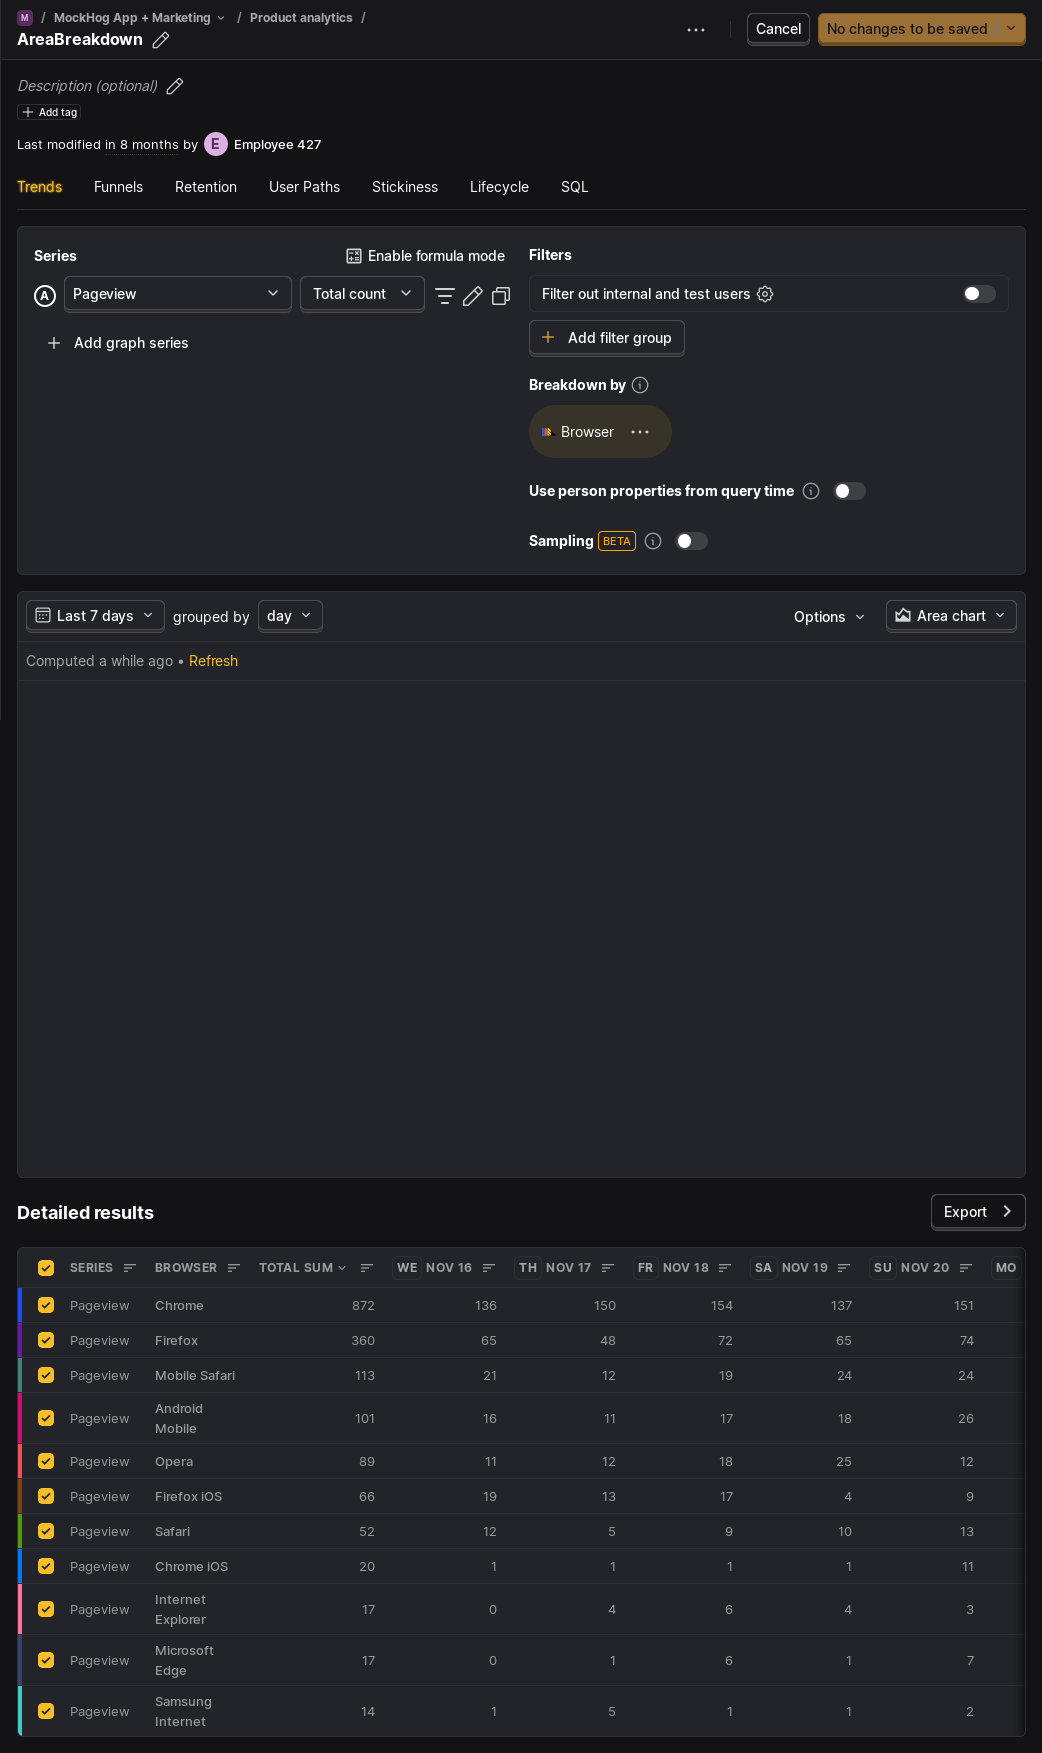 M / MockHog App + Marketing / Product analytics /
AreaBreakdown
Cancel
No changes to be saved
Description (optional)
Add tag
Last modified in 8 months by E Employee 427
Trends Funnels Retention User Paths Stickiness Lifecycle SQL
Series
Enable formula mode
A Pageview Total count
Add graph series
Filters
Filter out internal and test users
Add filter group
Breakdown by
Browser
Use person properties from query time
Sampling BETA
Last 7 days grouped by day Options Area chart
Computed a while ago • Refresh
Detailed results
Export
SERIES BROWSER TOTAL SUM WE NOV 16 TH NOV 17 FR NOV 18 SA NOV 19 SU NOV 20 MO
Pageview Chrome 872 136 150 154 137 151
Pageview Firefox 360 65 48 72 65 74
Pageview Mobile Safari 113 21 12 19 24 24
Pageview Android Mobile 101 16 11 17 18 26
Pageview Opera 89 11 12 18 25 12
Pageview Firefox iOS 66 19 13 17 4 9
Pageview Safari 52 12 5 9 10 13
Pageview Chrome iOS 20 1 1 1 1 11
Pageview Internet Explorer 17 0 4 6 4 3
Pageview Microsoft Edge 17 0 1 6 1 7
Pageview Samsung Internet 14 1 5 1 1 2